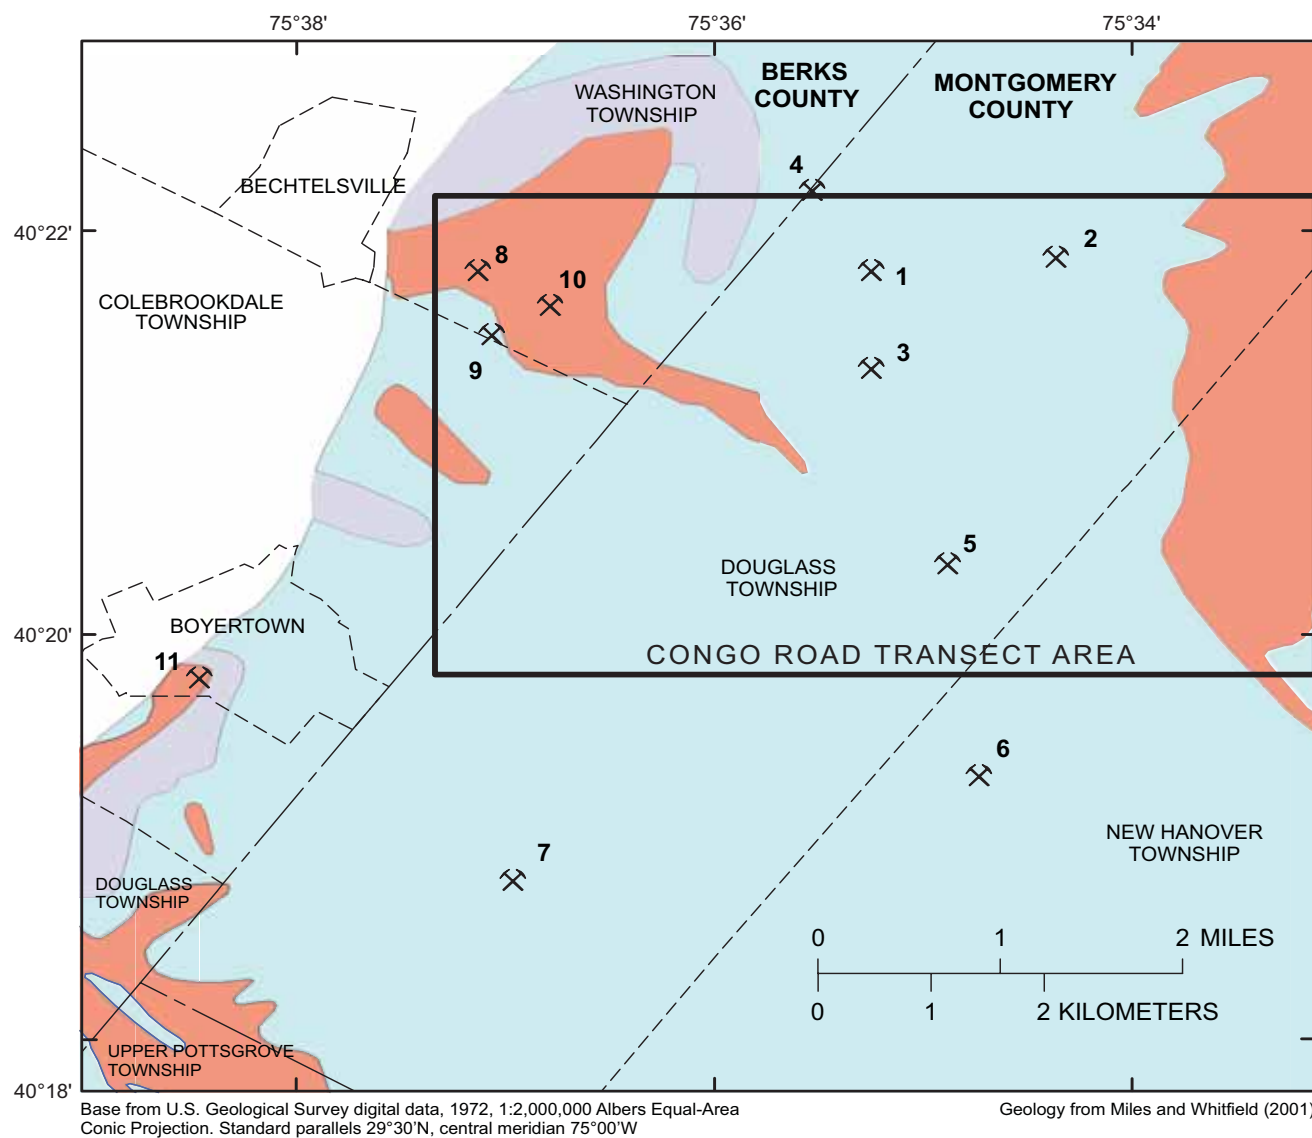 75°38'
75°36'
75°34'
BERKS
COUNTY
MONTGOMERY
COUNTY
WASHINGTON
TOWNSHIP
4
BECHTELSVILLE
40°22'
8
10
1
2
COLEBROOKDALE
TOWNSHIP
9
3
5
DOUGLASS
TOWNSHIP
40°20'
BOYERTOWN
CONGO ROAD TRANSECT AREA
11
6
7
NEW HANOVER
TOWNSHIP
DOUGLASS
TOWNSHIP
0 1 2 MILES
0 1 2 KILOMETERS
UPPER POTTSGROVE
TOWNSHIP
40°18'
Base from U.S. Geological Survey digital data, 1972, 1:2,000,000 Albers Equal-Area
Conic Projection. Standard parallels 29°30'N, central meridian 75°00'W
Geology from Miles and Whitfield (2001)